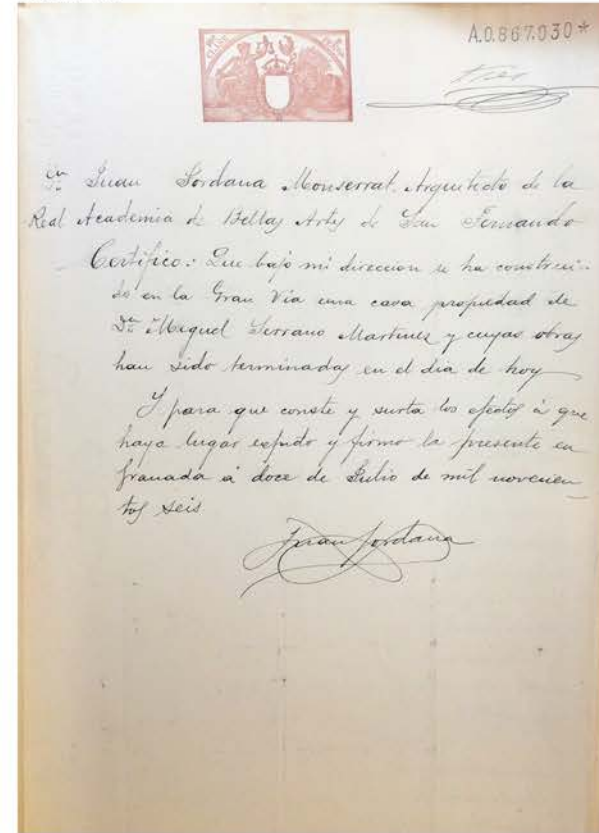 A.0.867.030*
Tres
Dn Juan Jordana Monserrat, Arquitecto de la
Real Academia de Bellas Artes de San Fernando
Certifico: Que bajo mi direccion se ha construi-
do en la Gran Via una casa propiedad de
Dn Miguel Serrano Martinez y cuyas obras
han sido terminadas en el dia de hoy
Y para que conste y surta los efectos á que
haya lugar expido y firmo la presente en
Granada á doce de Julio de mil novecien-
tos seis
Juan Jordana